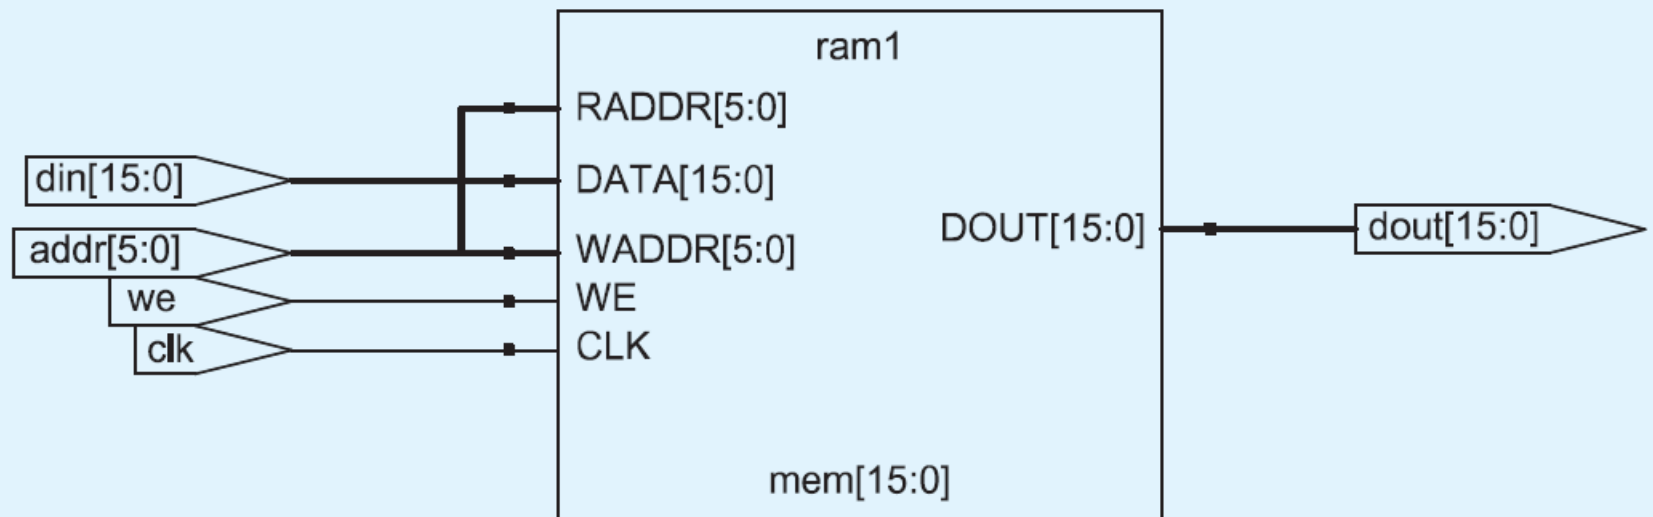 ram1
RADDR[5:0]
din[15:0]
DATA[15:0]
addr[5:0]
WADDR[5:0]
DOUT[15:0]
dout[15:0]
we
WE
clk
CLK
mem[15:0]